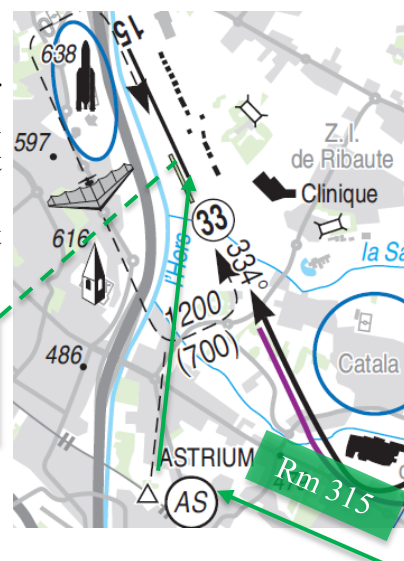 15
638
597
Z. I.
de Ribaute
Clinique
33
334°
616
l'Hers
la Sa
1 200
(700)
486
Catala
ASTRIUM
AS
Rm 315